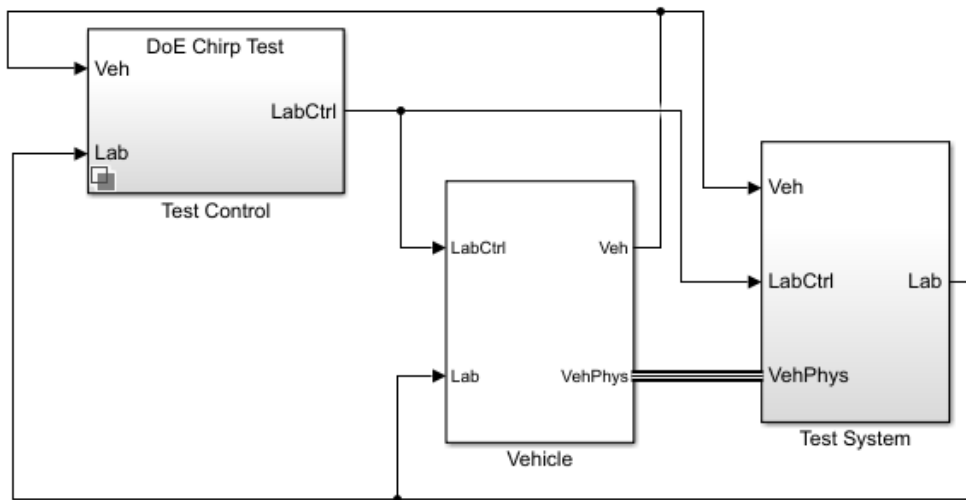 DoE Chirp Test
Veh
LabCtrl
Lab
Test Control
LabCtrl
Veh
Lab
VehPhys
Vehicle
Veh
LabCtrl
Lab
VehPhys
Test System